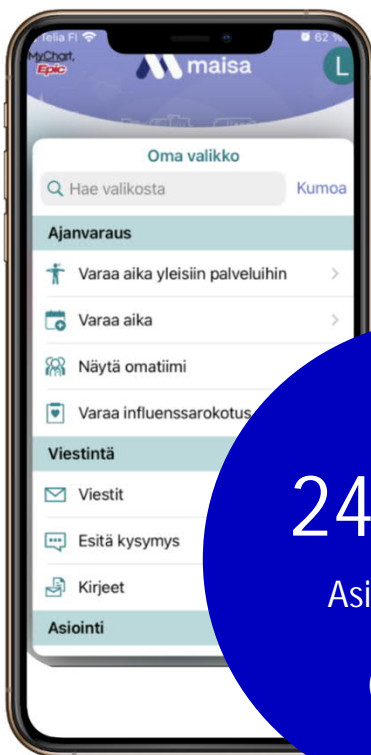 Telia FI
62
MyChart
Epic
maisa
L
Oma valikko
Hae valikosta
Kumoa
Ajanvaraus
Varaa aika yleisiin palveluihin
Varaa aika
Näytä omatiimi
Varaa influenssarokotus
Viestintä
Viestit
Esitä kysymys
Kirjeet
Asiointi
24
Asi